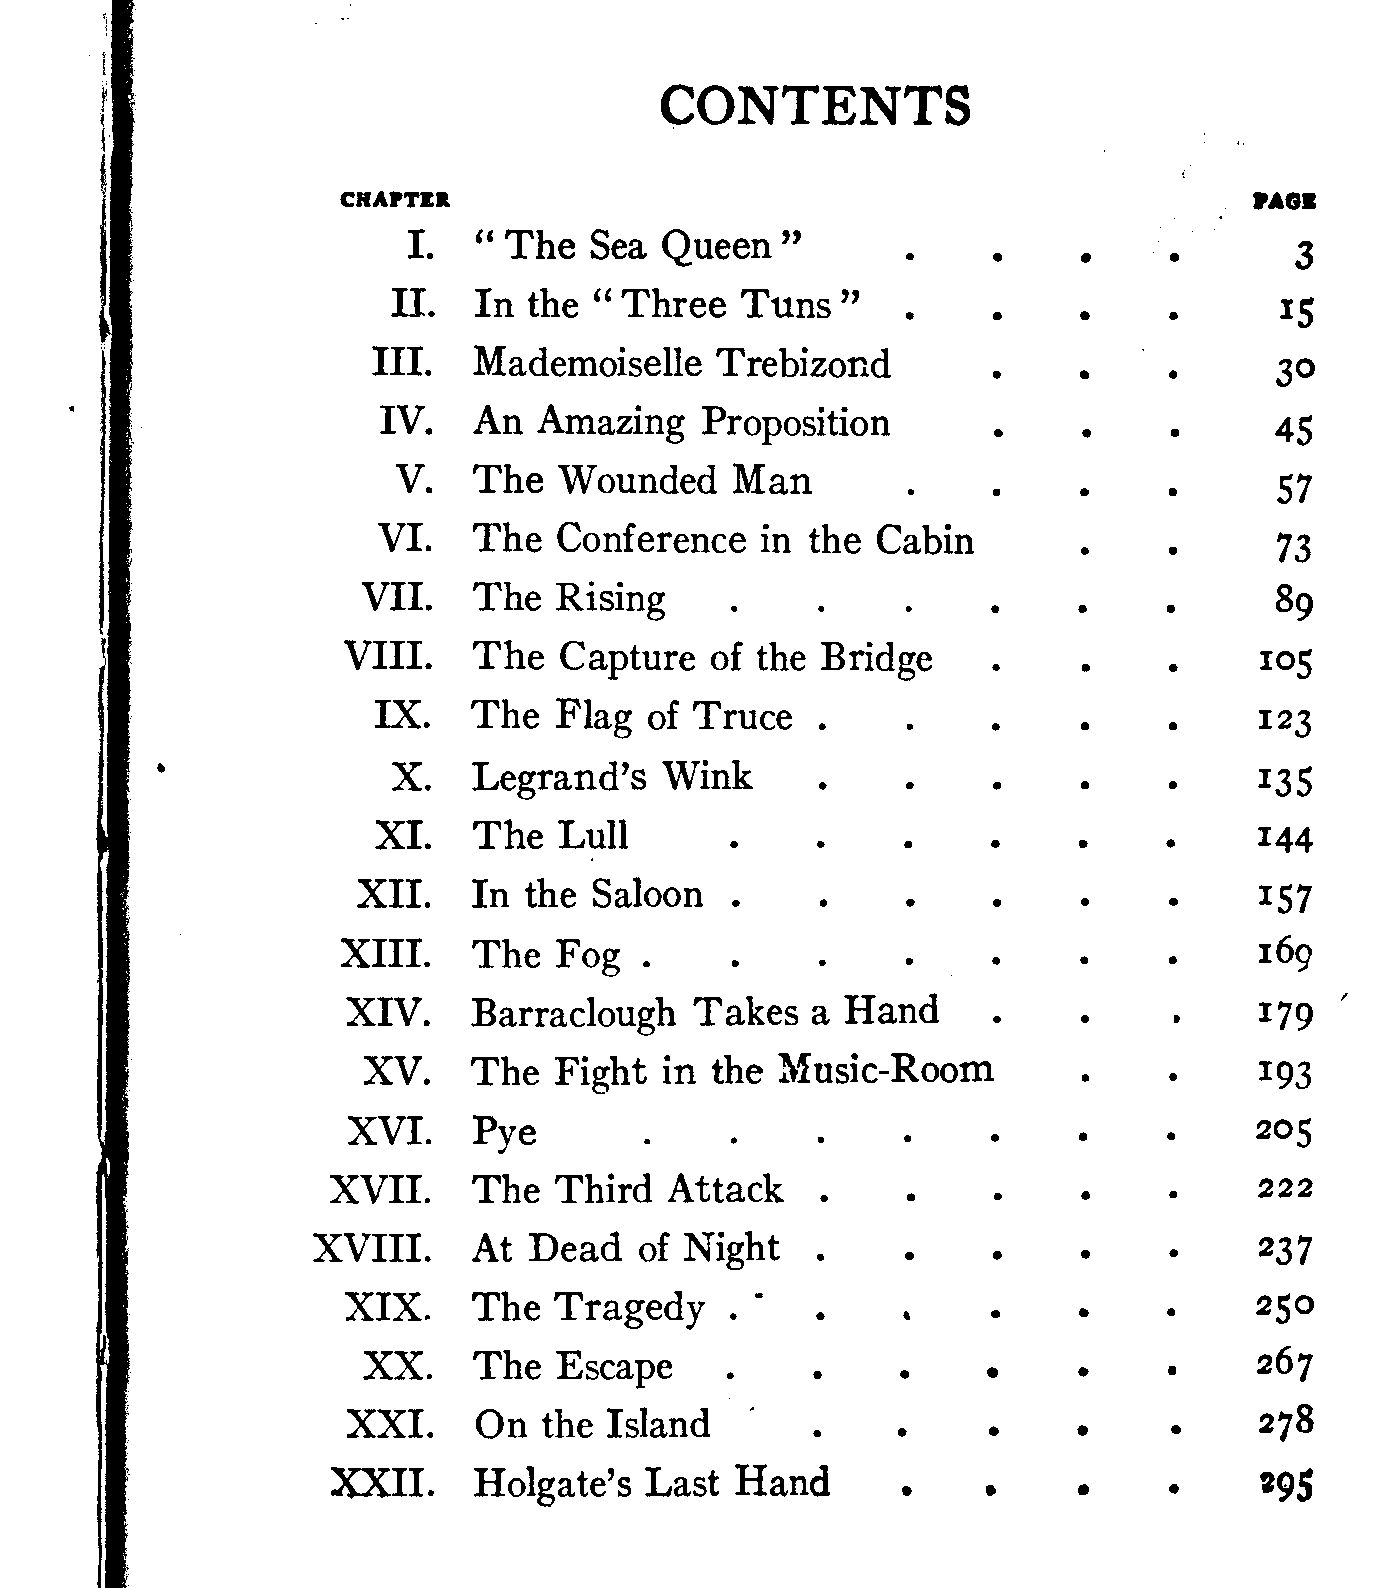 CONTENTS
CHAPTER PAGE
I. "The Sea Queen" . . . . 3
II. In the "Three Tuns" . . . . 15
III. Mademoiselle Trebizond . . . 30
IV. An Amazing Proposition . . . 45
V. The Wounded Man . . . . 57
VI. The Conference in the Cabin . . 73
VII. The Rising . . . . . . 89
VIII. The Capture of the Bridge . . . 105
IX. The Flag of Truce . . . . . 123
X. Legrand's Wink . . . . . 135
XI. The Lull . . . . . . 144
XII. In the Saloon . . . . . . 157
XIII. The Fog . . . . . . . 169
XIV. Barraclough Takes a Hand . . . 179
XV. The Fight in the Music-Room . . 193
XVI. Pye . . . . . . . 205
XVII. The Third Attack . . . . . 222
XVIII. At Dead of Night . . . . . 237
XIX. The Tragedy . . . . . . 250
XX. The Escape . . . . . . 267
XXI. On the Island . . . . . 278
XXII. Holgate's Last Hand . . . . 295